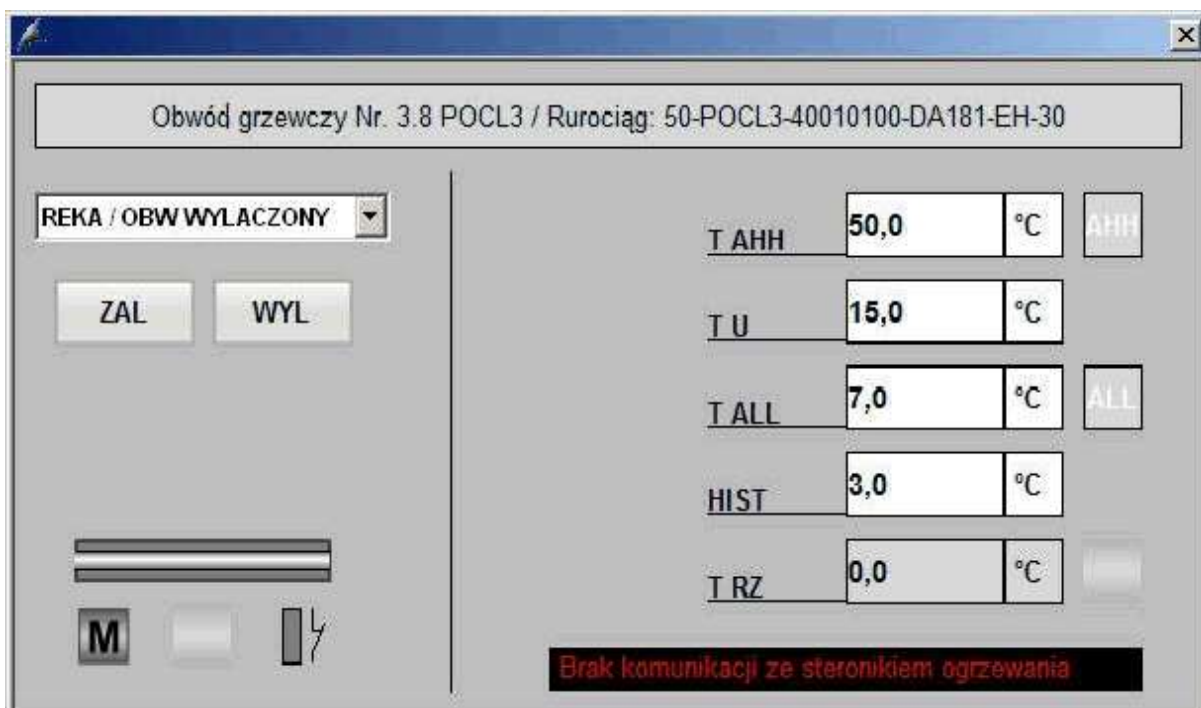 Obwód grzewczy Nr. 3.8 POCL3 / Rurociąg: 50-POCL3-40010100-DA181-EH-30
REKA / OBW WYLACZONY
ZAL WYL
T AHH 50,0 °C AHH
T U 15,0 °C
T ALL 7,0 °C ALL
HIST 3,0 °C
T RZ 0,0 °C
M
Brak komunikacji ze steronikiem ogrzewania